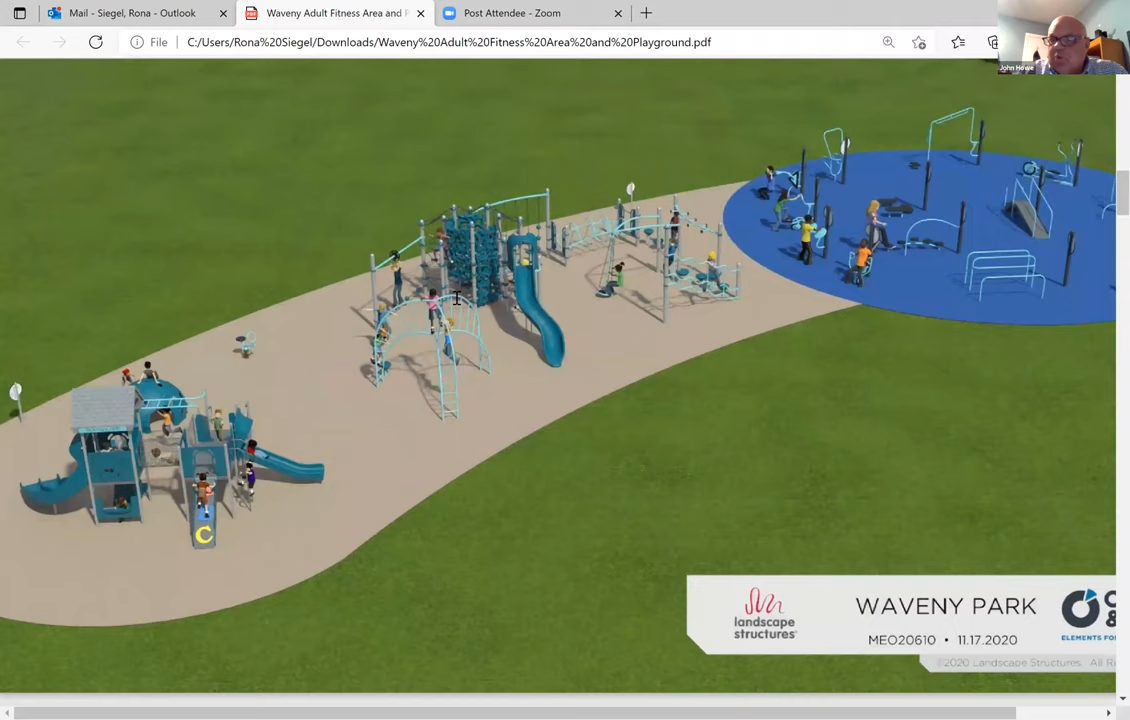 Mail - Siegel, Rona - Outlook
Waveny Adult Fitness Area and P
Post Attendee - Zoom
File
C:/Users/Rona%20Siegel/Downloads/Waveny%20Adult%20Fitness%20Area%20and%20Playground.pdf
John Howe
C
landscape
structures
WAVENY PARK
MEO20610 • 11.17.2020
ELEMENTS FO
©2020 Landscape Structures. All Ri